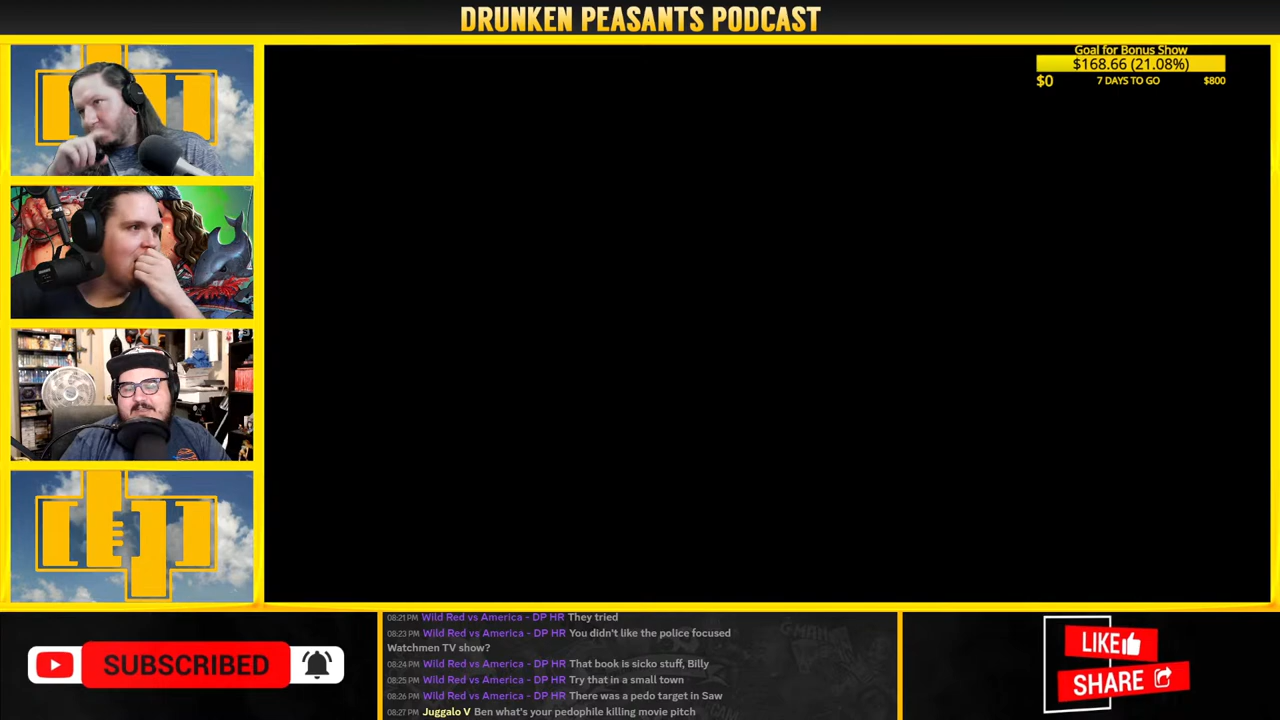 DRUNKEN PEASANTS PODCAST
Goal for Bonus Show
$168.66 (21.08%)
$0 7 DAYS TO GO $800
08:21 PM Wild Red vs America - DP HR They tried
08:23 PM Wild Red vs America - DP HR You didn't like the police focused
Watchmen TV show?
08:24 PM Wild Red vs America - DP HR That book is sicko stuff, Billy
08:25 PM Wild Red vs America - DP HR Try that in a small town
08:26 PM Wild Red vs America - DP HR There was a pedo target in Saw
08:27 PM Juggalo V Ben what's your pedophile killing movie pitch
SUBSCRIBED
LIKE
SHARE